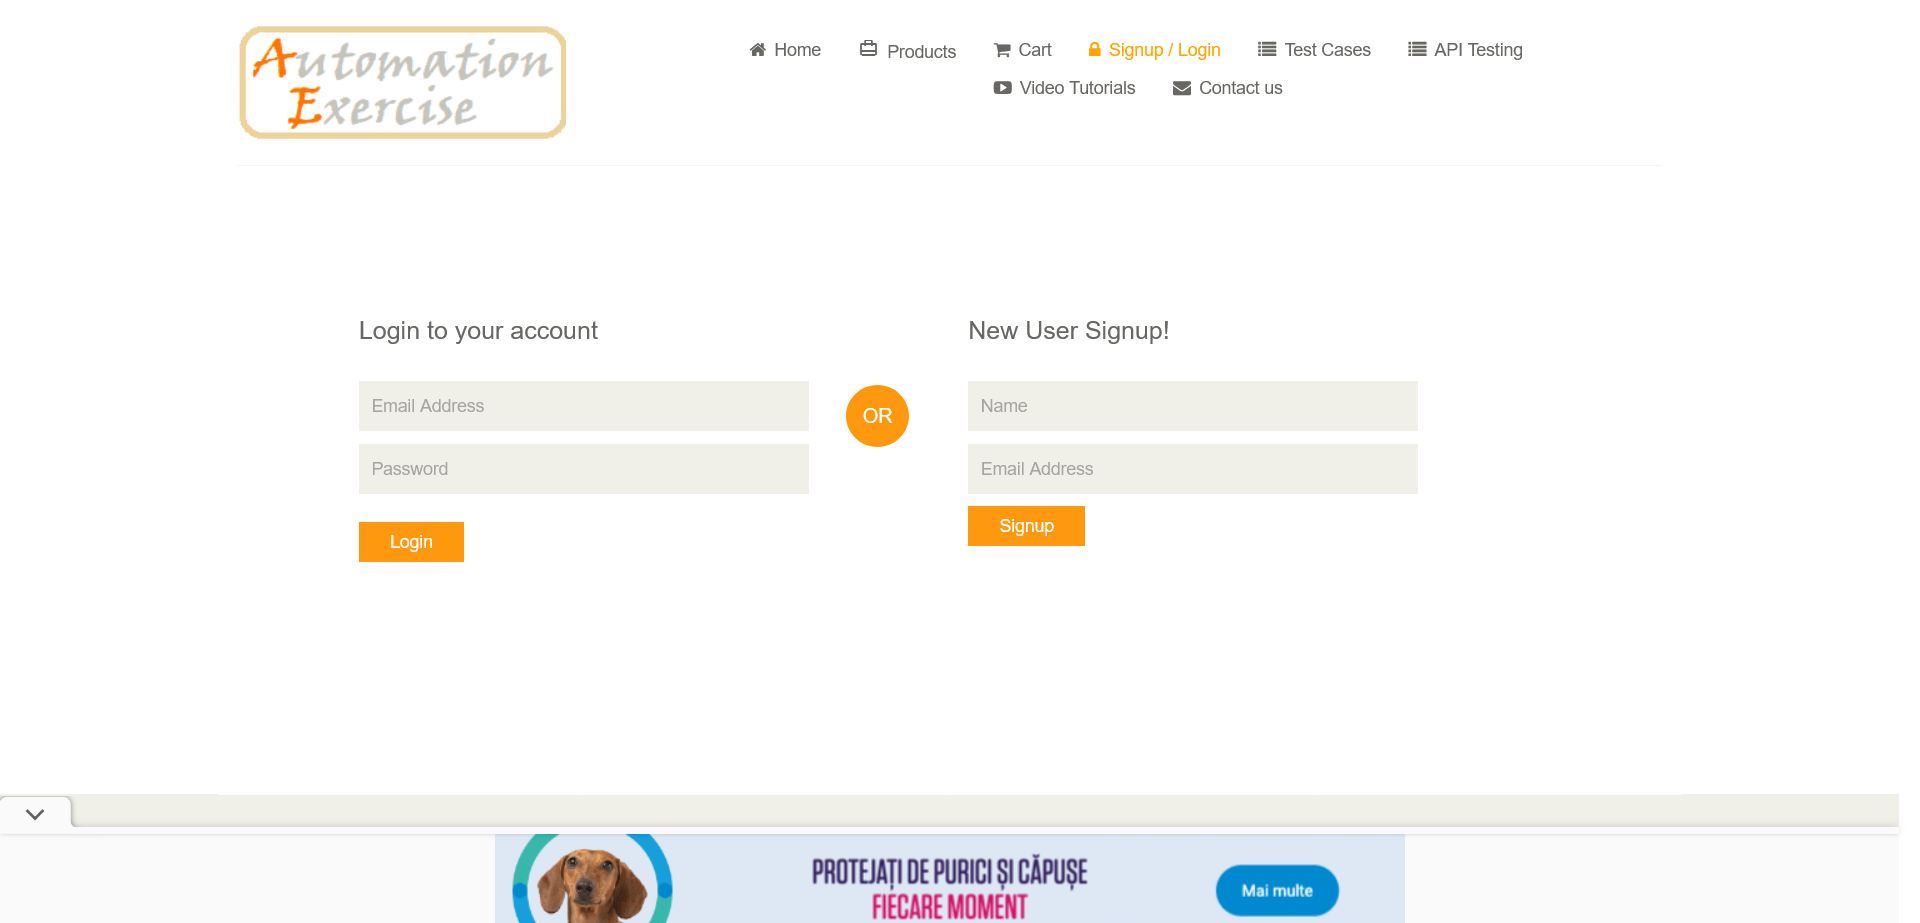 Automation
Exercise
Home Products Cart Signup / Login Test Cases API Testing
Video Tutorials Contact us
Login to your account
Email Address
Password
Login
OR
New User Signup!
Name
Email Address
Signup
PROTEJAȚI DE PURICI ȘI CĂPUȘE
FIECARE MOMENT
Mai multe